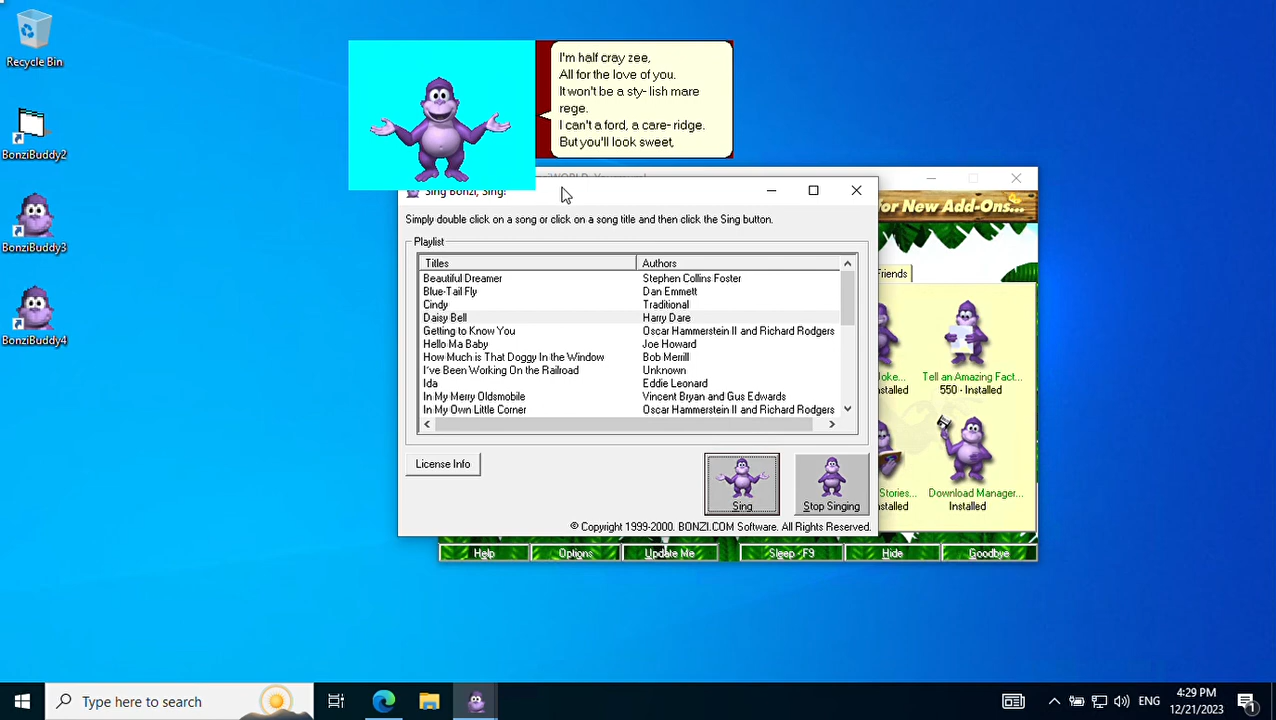 Recycle Bin
BonziBuddy2
BonziBuddy3
BonziBuddy4
I'm half cray zee,
All for the love of you.
It won't be a sty- lish mare
rege.
I can't a ford, a care- ridge.
But you'll look sweet,
Sing Bonzi, Sing!
Simply double click on a song or click on a song title and then click the Sing button.
Playlist
Titles Authors
Beautiful Dreamer Stephen Collins Foster
Blue-Tail Fly Dan Emmett
Cindy Traditional
Daisy Bell Harry Dare
Getting to Know You Oscar Hammerstein II and Richard Rodgers
Hello Ma Baby Joe Howard
How Much is That Doggy In the Window Bob Merrill
I've Been Working On the Railroad Unknown
Ida Eddie Leonard
In My Merry Oldsmobile Vincent Bryan and Gus Edwards
In My Own Little Corner Oscar Hammerstein II and Richard Rodgers
License Info
Sing
Stop Singing
© Copyright 1999-2000. BONZI.COM Software. All Rights Reserved.
for New Add-Ons...
Friends
Joke...
Tell an Amazing Fact...
550 - Installed
Stories...
Download Manager...
Installed
Help
Options
Update Me
Sleep - F9
Hide
Goodbye
Type here to search
ENG
4:29 PM
12/21/2023
1